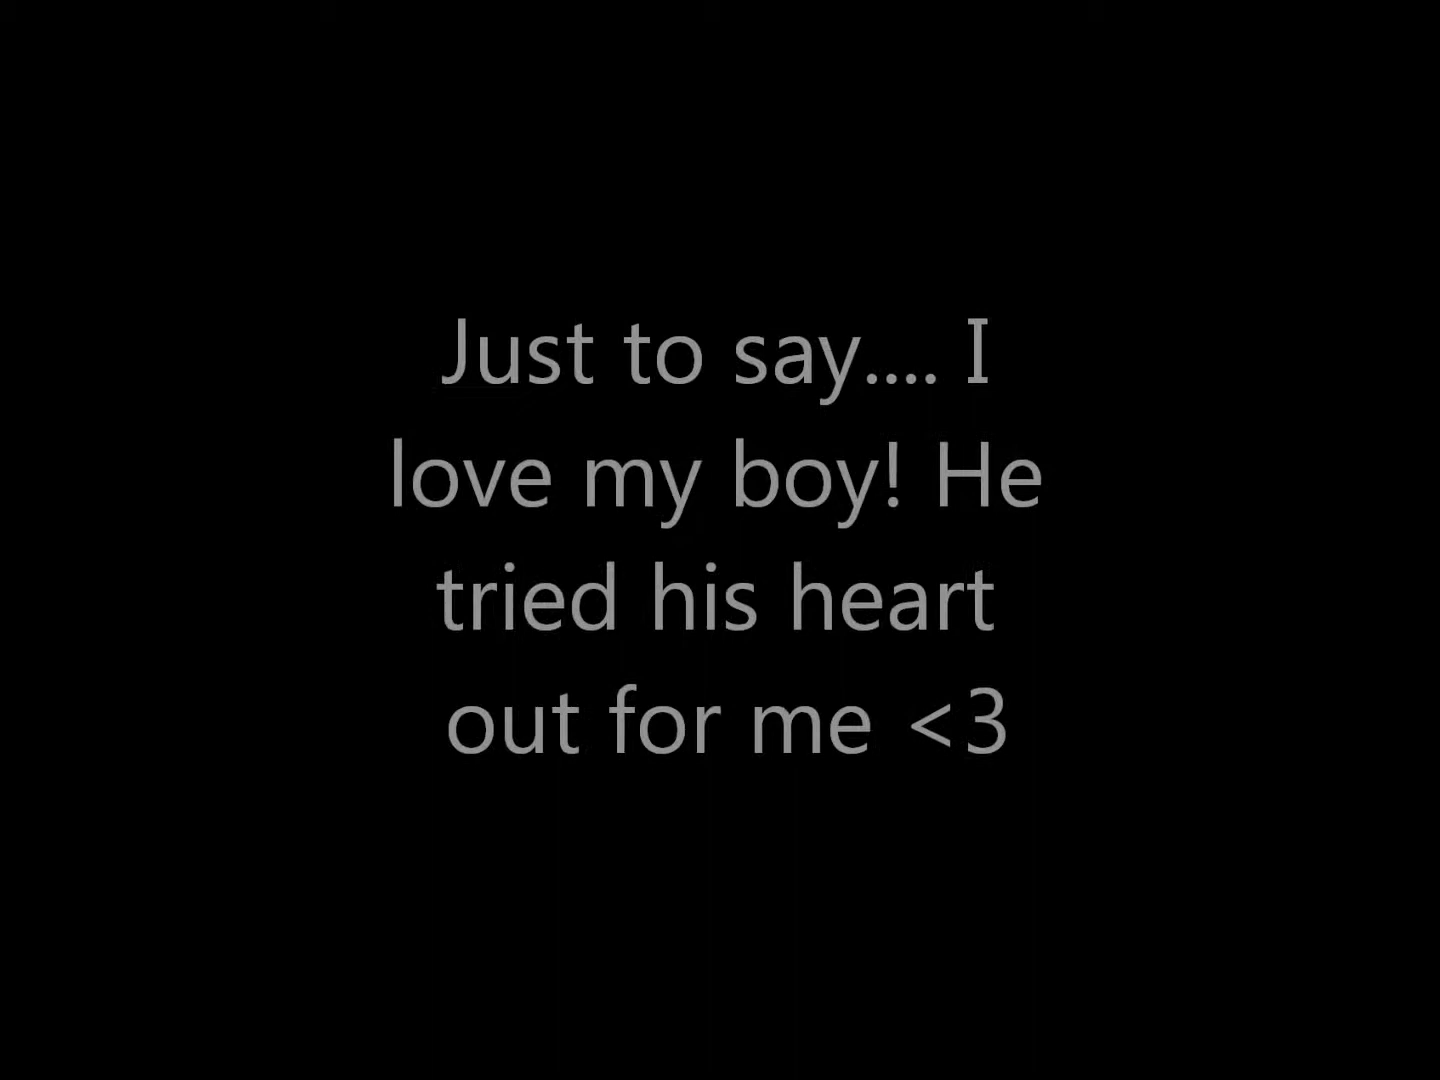 Just to say.... I
love my boy! He
tried his heart
out for me <3